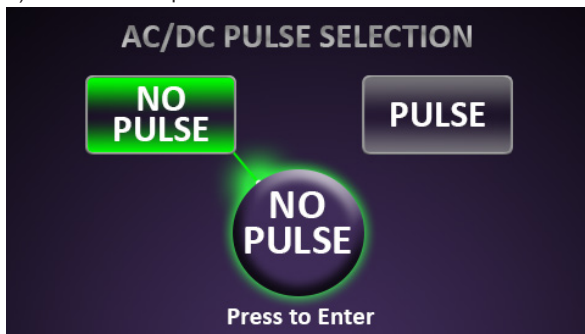 AC/DC PULSE SELECTION
NO
PULSE
PULSE
NO
PULSE
Press to Enter